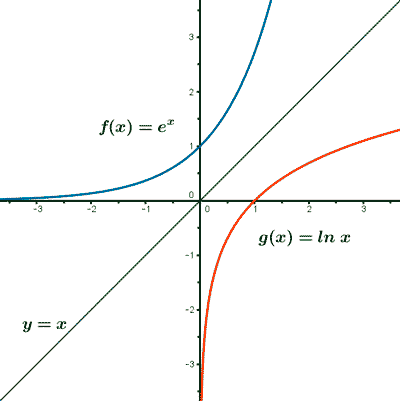 3
2
f(x) = e^x
1
0
-3 -2 -1 0 1 2 3
g(x) = ln x
-1
-2
y = x
-3